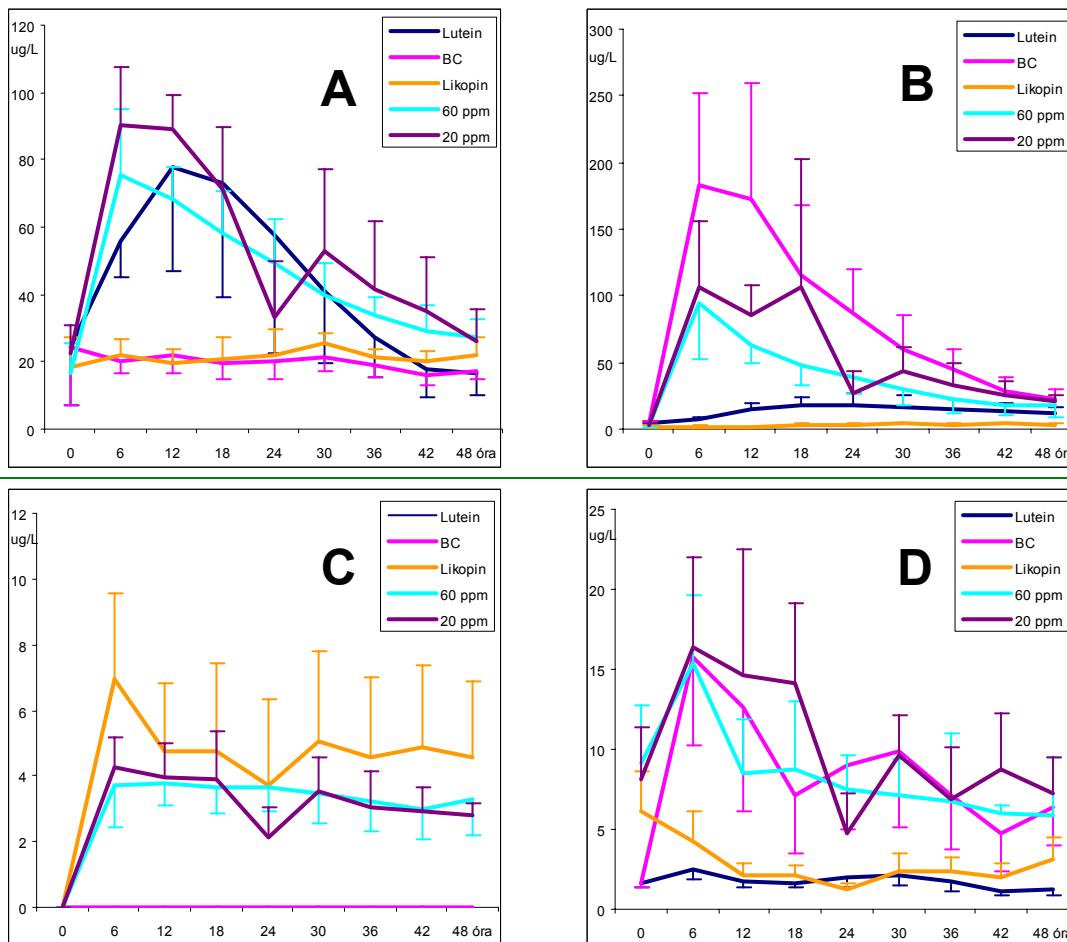 120
ug/L
100
80
60
40
20
0
0 6 12 18 24 30 36 42 48 óra
A
Lutein
BC
Likopin
60 ppm
20 ppm
300
ug/L
250
200
150
100
50
0
0 6 12 18 24 30 36 42 48 óra
B
Lutein
BC
Likopin
60 ppm
20 ppm
12
ug/L
10
8
6
4
2
0
0 6 12 18 24 30 36 42 48 óra
C
Lutein
BC
Likopin
60 ppm
20 ppm
25
ug/L
20
15
10
5
0
0 6 12 18 24 30 36 42 48 óra
D
Lutein
BC
Likopin
60 ppm
20 ppm